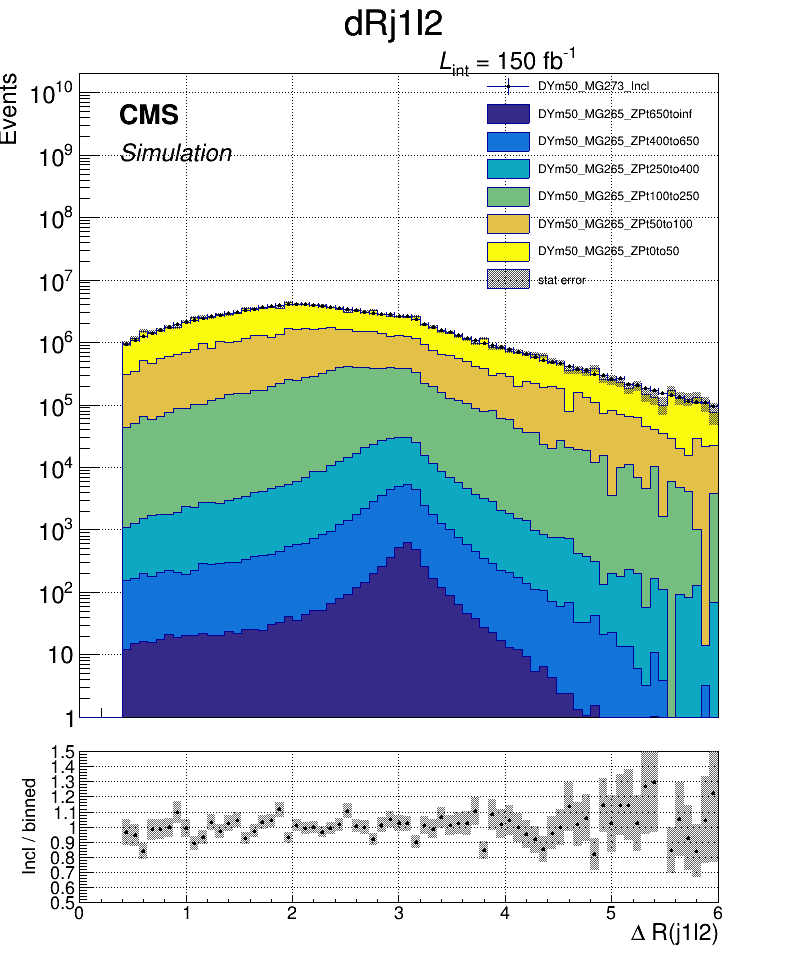 dRj1l2
L_int = 150 fb^-1
Events
CMS
Simulation
DYm50_MG273_Incl
DYm50_MG265_ZPt650toinf
DYm50_MG265_ZPt400to650
DYm50_MG265_ZPt250to400
DYm50_MG265_ZPt100to250
DYm50_MG265_ZPt50to100
DYm50_MG265_ZPt0to50
stat error
10^10
10^9
10^8
10^7
10^6
10^5
10^4
10^3
10^2
10
1
Incl / binned
1.5
1.4
1.3
1.2
1.1
1
0.9
0.8
0.7
0.6
0.5
0 1 2 3 4 5 6
Δ R(j1l2)